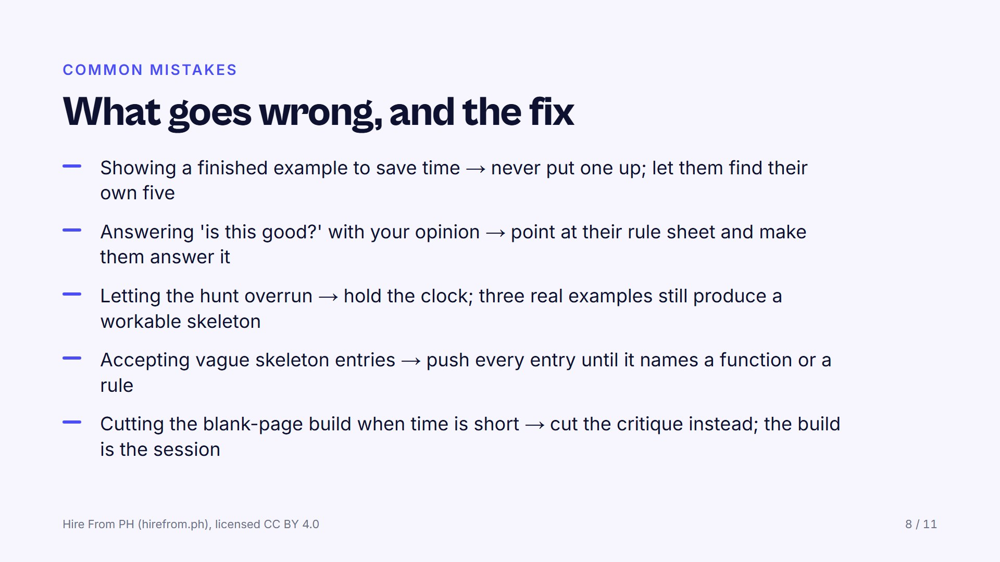 COMMON MISTAKES
What goes wrong, and the fix
Showing a finished example to save time → never put one up; let them find their
own five
Answering 'is this good?' with your opinion → point at their rule sheet and make
them answer it
Letting the hunt overrun → hold the clock; three real examples still produce a
workable skeleton
Accepting vague skeleton entries → push every entry until it names a function or a
rule
Cutting the blank-page build when time is short → cut the critique instead; the build
is the session
Hire From PH (hirefrom.ph), licensed CC BY 4.0
8 / 11